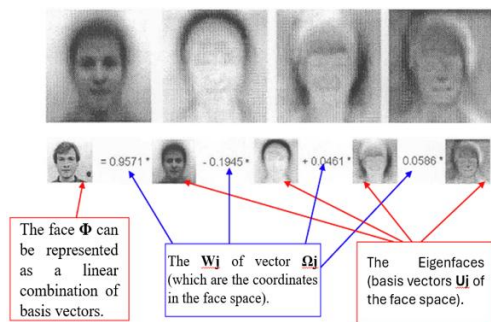 = 0.9571 * - 0.1945 * + 0.0461 * 0.0586 *
The face Φ can
be represented
as a linear
combination of
basis vectors.
The Wj of vector Ωj
(which are the coordinates
in the face space).
The Eigenfaces
(basis vectors Uj of
the face space).